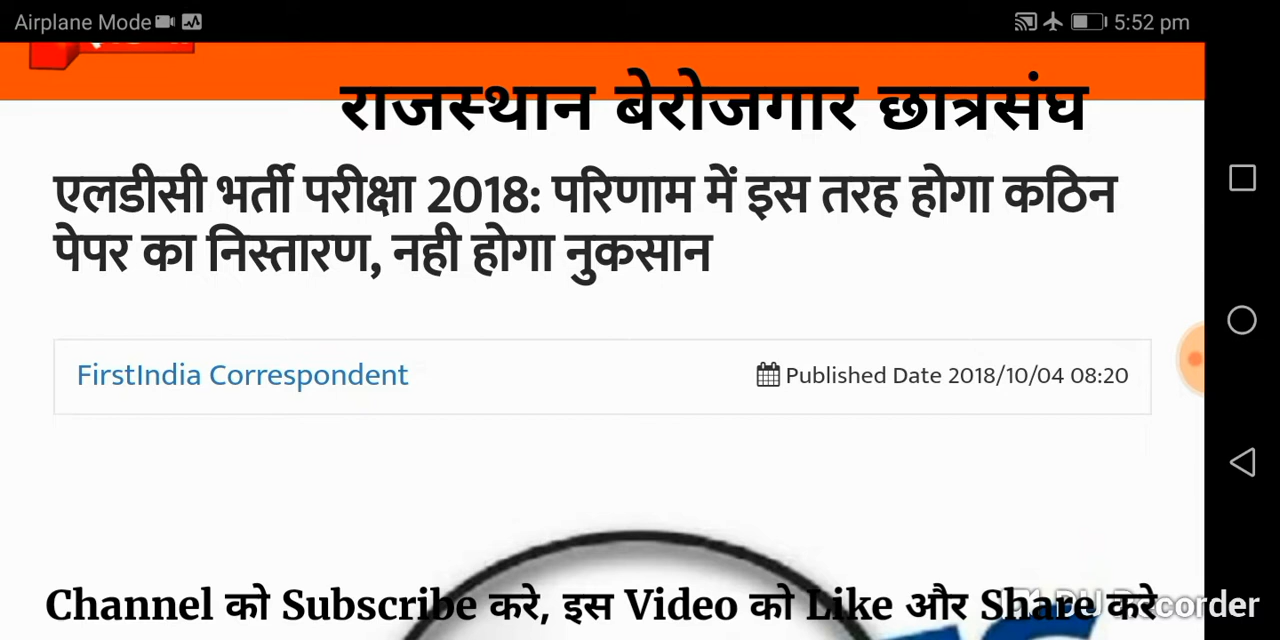 Airplane Mode 5:52 pm
राजस्थान बेरोजगार छात्रसंघ
एलडीसी भर्ती परीक्षा 2018: परिणाम में इस तरह होगा कठिन
पेपर का निस्तारण, नही होगा नुकसान
FirstIndia Correspondent Published Date 2018/10/04 08:20
Channel को Subscribe करे, इस Video को Like और Share करे
DU Recorder